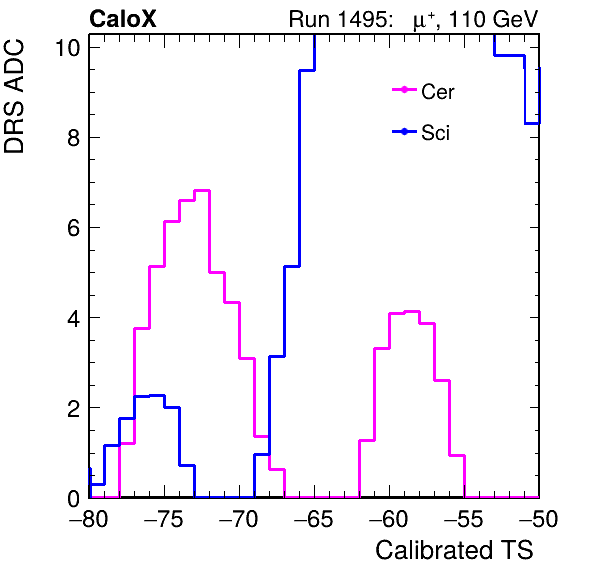 CaloX Run 1495: μ⁺, 110 GeV
DRS ADC
10
8
6
4
2
0
Cer
Sci
−80 −75 −70 −65 −60 −55 −50
Calibrated TS